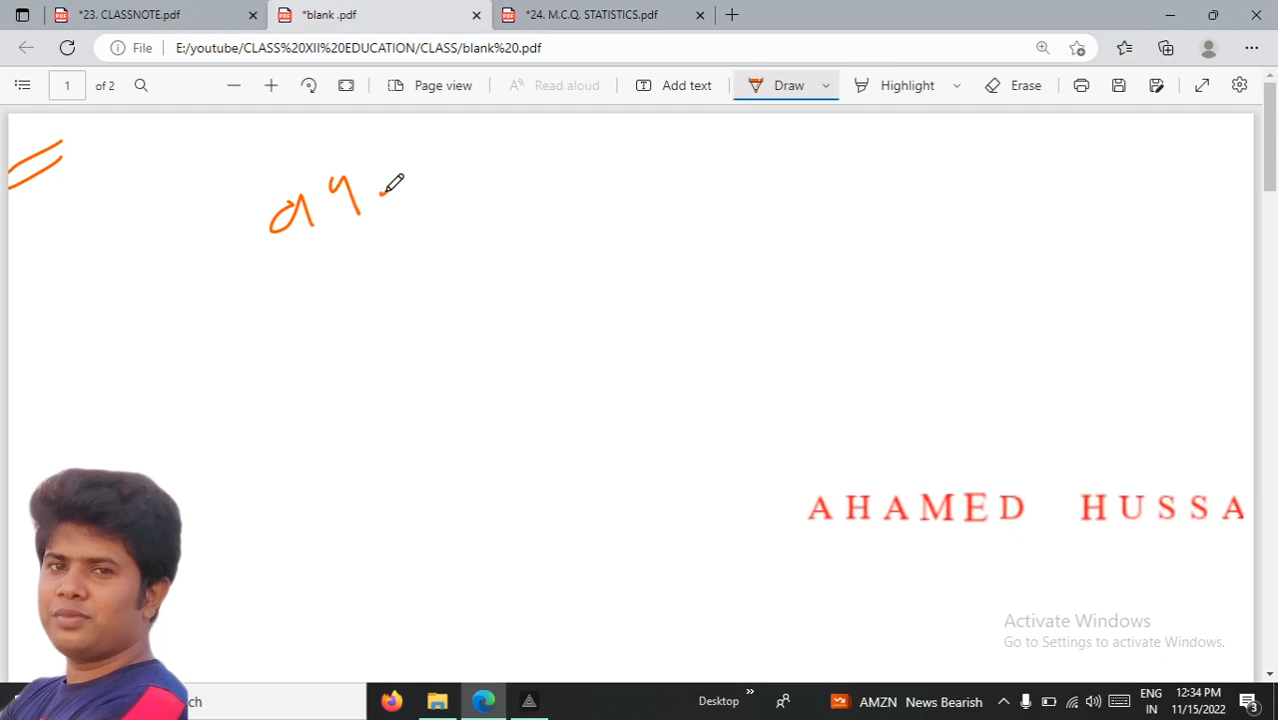 *23. CLASSNOTE.pdf *blank .pdf *24. M.C.Q. STATISTICS.pdf
File E:/youtube/CLASS%20XII%20EDUCATION/CLASS/blank%20.pdf
1 of 2 Page view Read aloud Add text Draw Highlight Erase
AHAMED HUSSA
Activate Windows
Go to Settings to activate Windows.
ch Desktop AMZN News Bearish ENG 12:34 PM
IN 11/15/2022 3